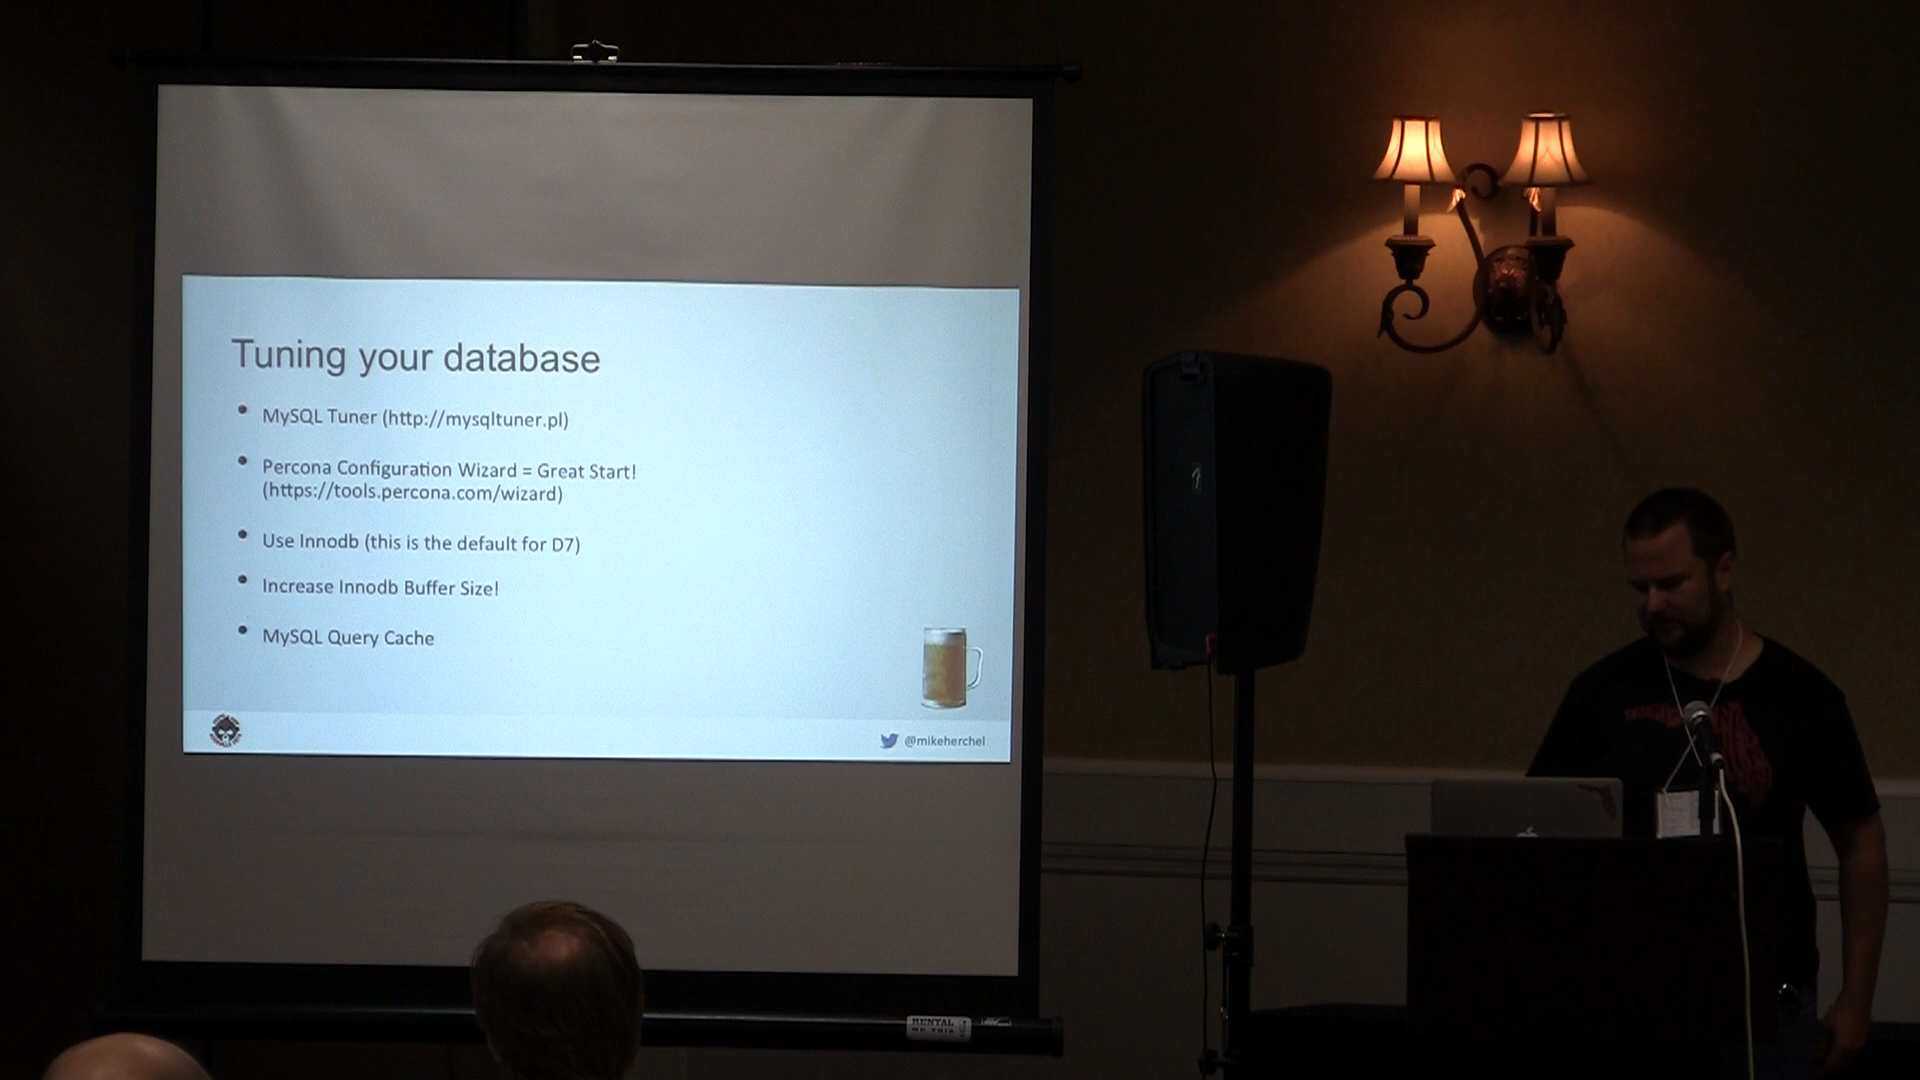 Tuning your database
• MySQL Tuner (http://mysqltuner.pl)
• Percona Configuration Wizard = Great Start!
(https://tools.percona.com/wizard)
• Use Innodb (this is the default for D7)
• Increase Innodb Buffer Size!
• MySQL Query Cache
@mikeherchel
RENTAL